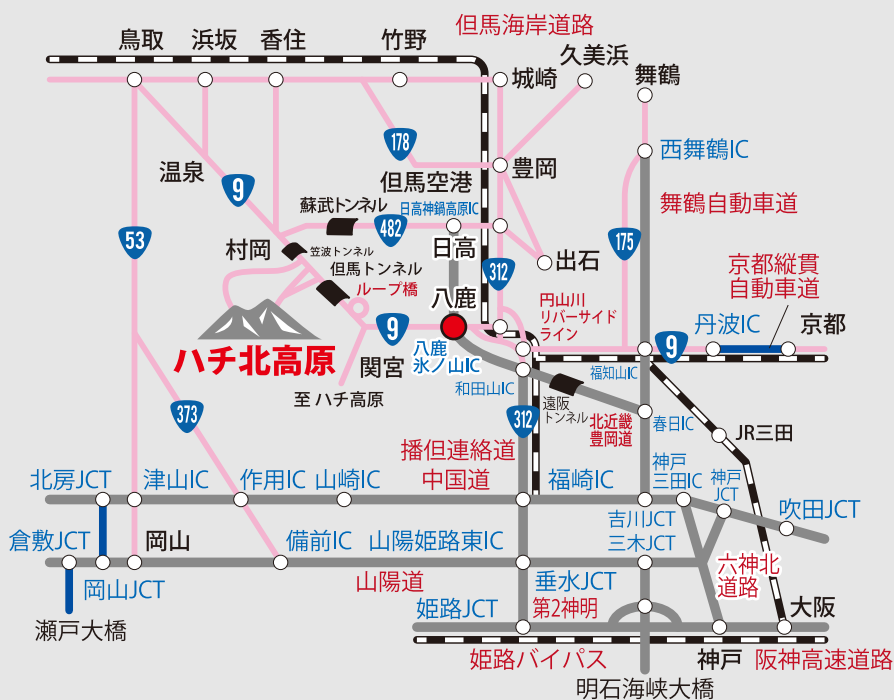 但馬海岸道路
鳥取
浜坂
香住
竹野
城崎
久美浜
舞鶴
178
西舞鶴IC
温泉
9
豊岡
但馬空港
蘇武トンネル
日高神鍋高原IC
舞鶴自動車道
53
482
175
村岡
笠波トンネル
日高
出石
但馬トンネル
312
ループ橋
八鹿
京都縦貫
自動車道
円山川
リバーサイド
ライン
9
丹波IC
京都
9
ハチ北高原
関宮
八鹿
氷ノ山IC
福知山IC
至 ハチ高原
和田山IC
遠阪
トンネル
373
312
北近畿
豊岡道
春日IC
JR三田
播但連絡道
中国道
神戸
三田IC
神戸
JCT
北房JCT
津山IC
作用IC
山崎IC
福崎IC
吹田JCT
吉川JCT
三木JCT
倉敷JCT
岡山
備前IC
山陽姫路東IC
岡山JCT
山陽道
垂水JCT
六神北
道路
瀬戸大橋
姫路JCT
第2神明
大阪
姫路バイパス
神戸
阪神高速道路
明石海峡大橋